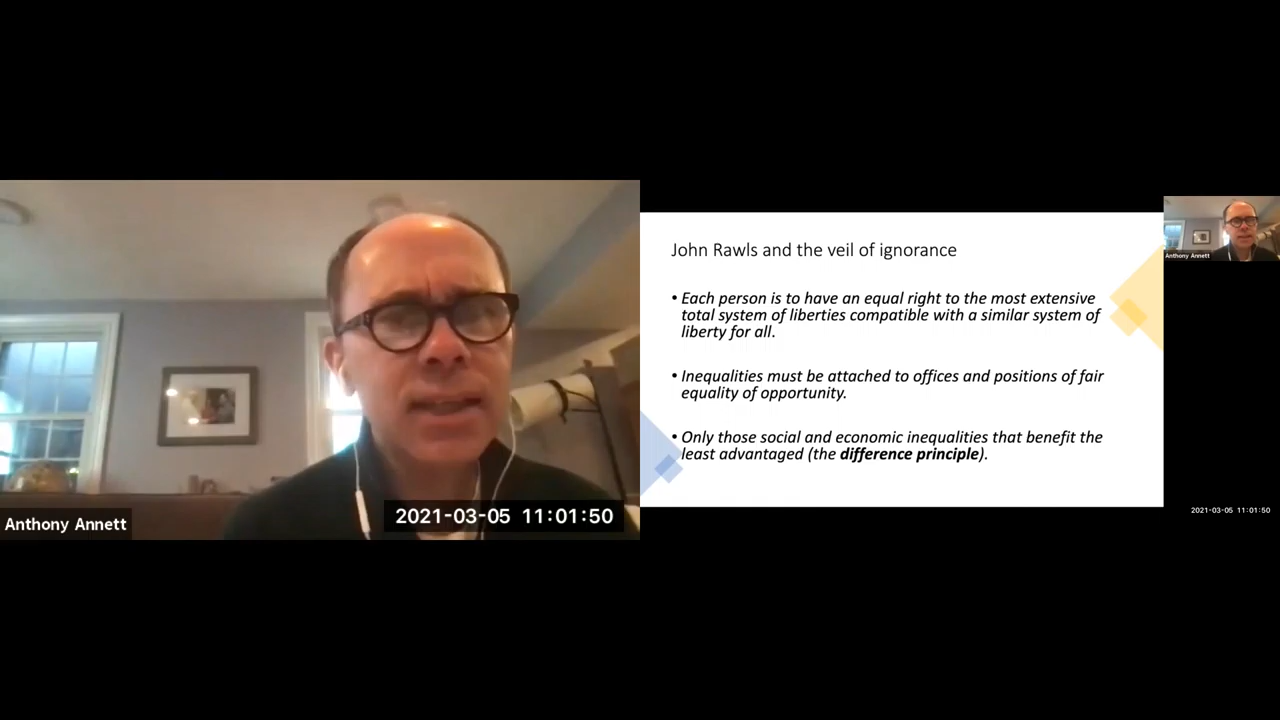 John Rawls and the veil of ignorance
• Each person is to have an equal right to the most extensive
total system of liberties compatible with a similar system of
liberty for all.
• Inequalities must be attached to offices and positions of fair
equality of opportunity.
• Only those social and economic inequalities that benefit the
least advantaged (the difference principle).
Anthony Annett
2021-03-05 11:01:50
Anthony Annett
2021-03-05 11:01:50